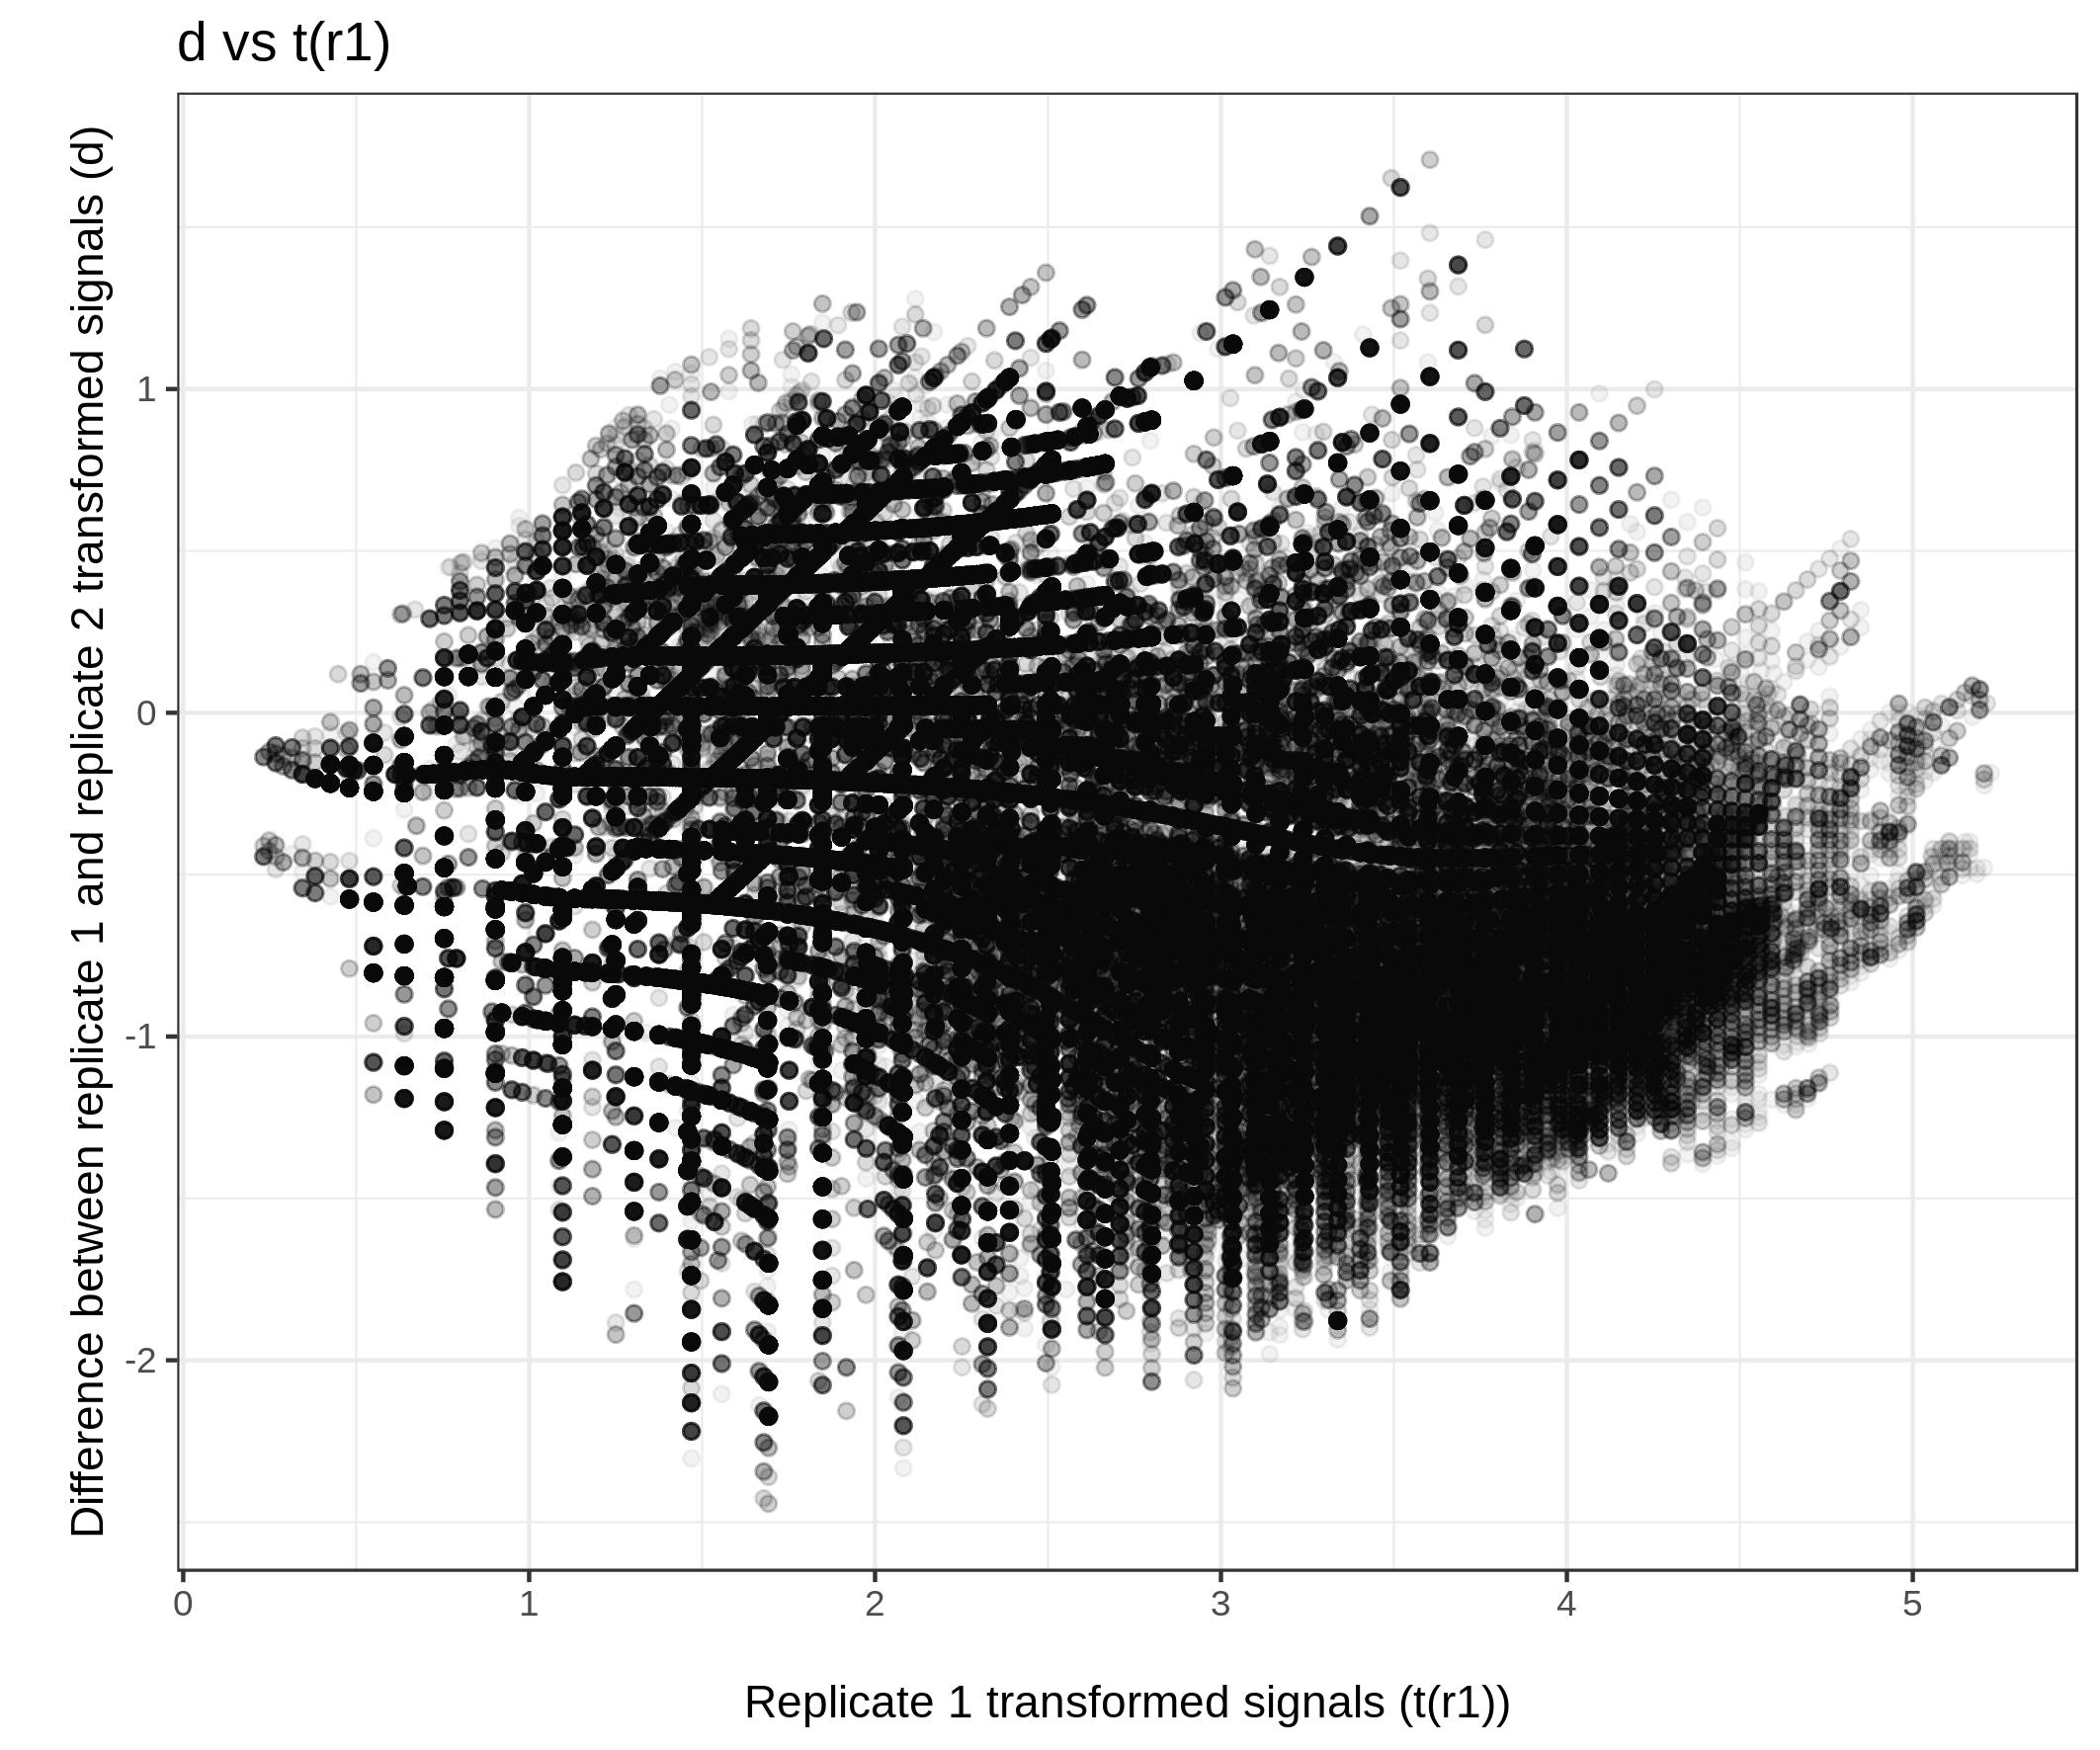 d vs t(r1)
Difference between replicate 1 and replicate 2 transformed signals (d)
1
0
-1
-2
0 1 2 3 4 5
Replicate 1 transformed signals (t(r1))